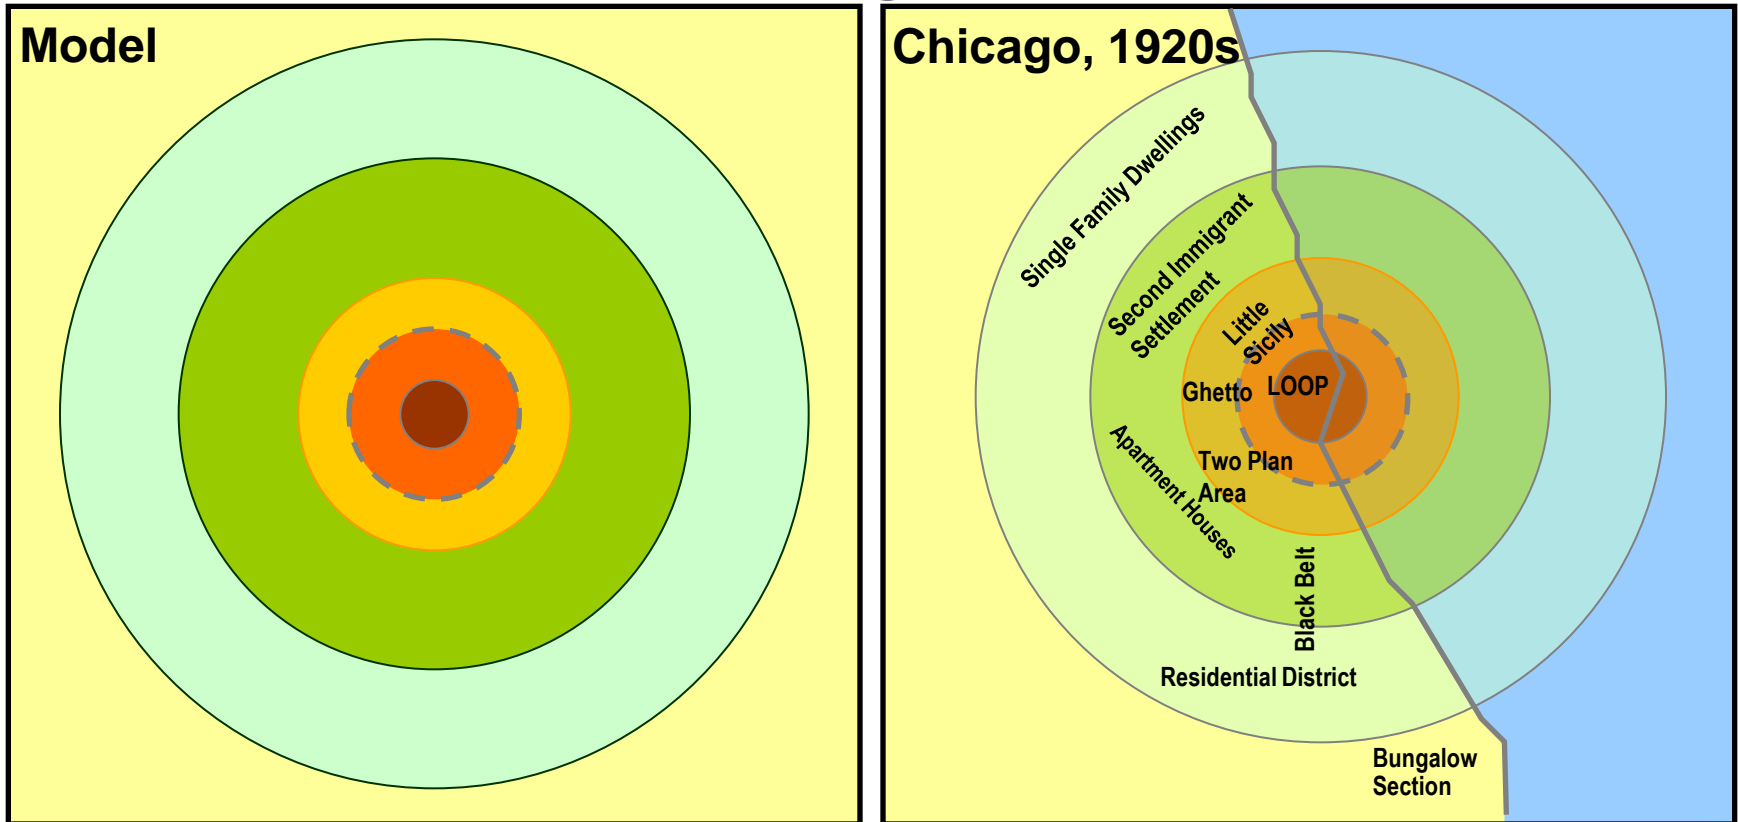 Model
Chicago, 1920s
Single Family Dwellings
Second Immigrant
Settlement
Little
Sicily
LOOP
Ghetto
Two Plan
Area
Apartment Houses
Black Belt
Residential District
Bungalow
Section